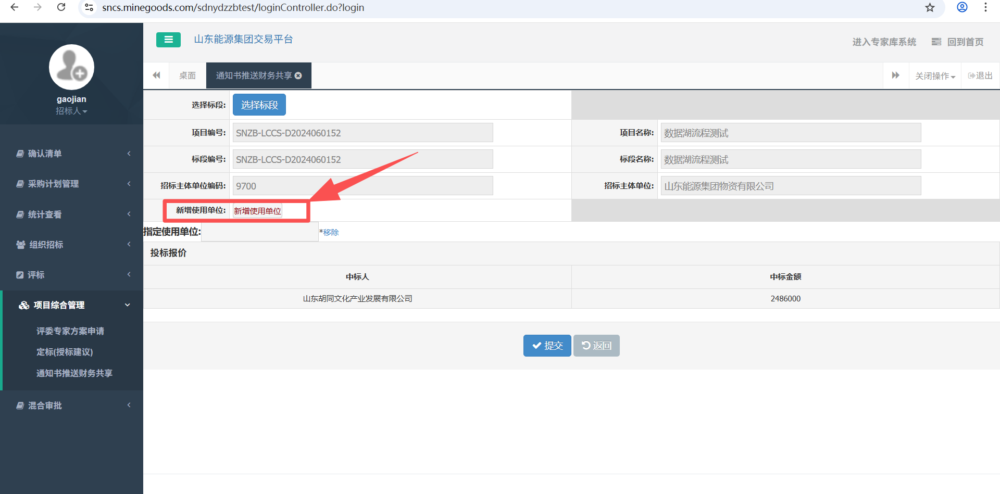 sncs.minegoods.com/sdnydzzbtest/loginController.do?login
山东能源集团交易平台
进入专家库系统 回到首页
桌面 通知书推送财务共享 关闭操作 退出
gaojian
招标人
确认清单
采购计划管理
统计查看
组织招标
评标
项目综合管理
评委专家方案申请
定标(授标建议)
通知书推送财务共享
混合审批
选择标段: 选择标段
项目编号: SNZB-LCCS-D2024060152 项目名称: 数据湖流程测试
标段编号: SNZB-LCCS-D2024060152 标段名称: 数据湖流程测试
招标主体单位编码: 9700 招标主体单位: 山东能源集团物资有限公司
新增使用单位: 新增使用单位
指定使用单位: *移除
投标报价
中标人 中标金额
山东胡同文化产业发展有限公司 2486000
提交 返回